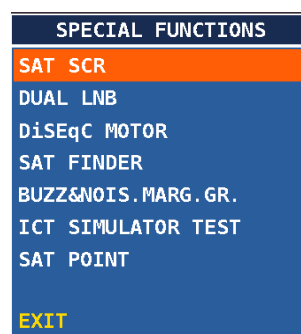 SPECIAL FUNCTIONS
SAT SCR
DUAL LNB
DiSEqC MOTOR
SAT FINDER
BUZZ&NOIS.MARG.GR.
ICT SIMULATOR TEST
SAT POINT
EXIT